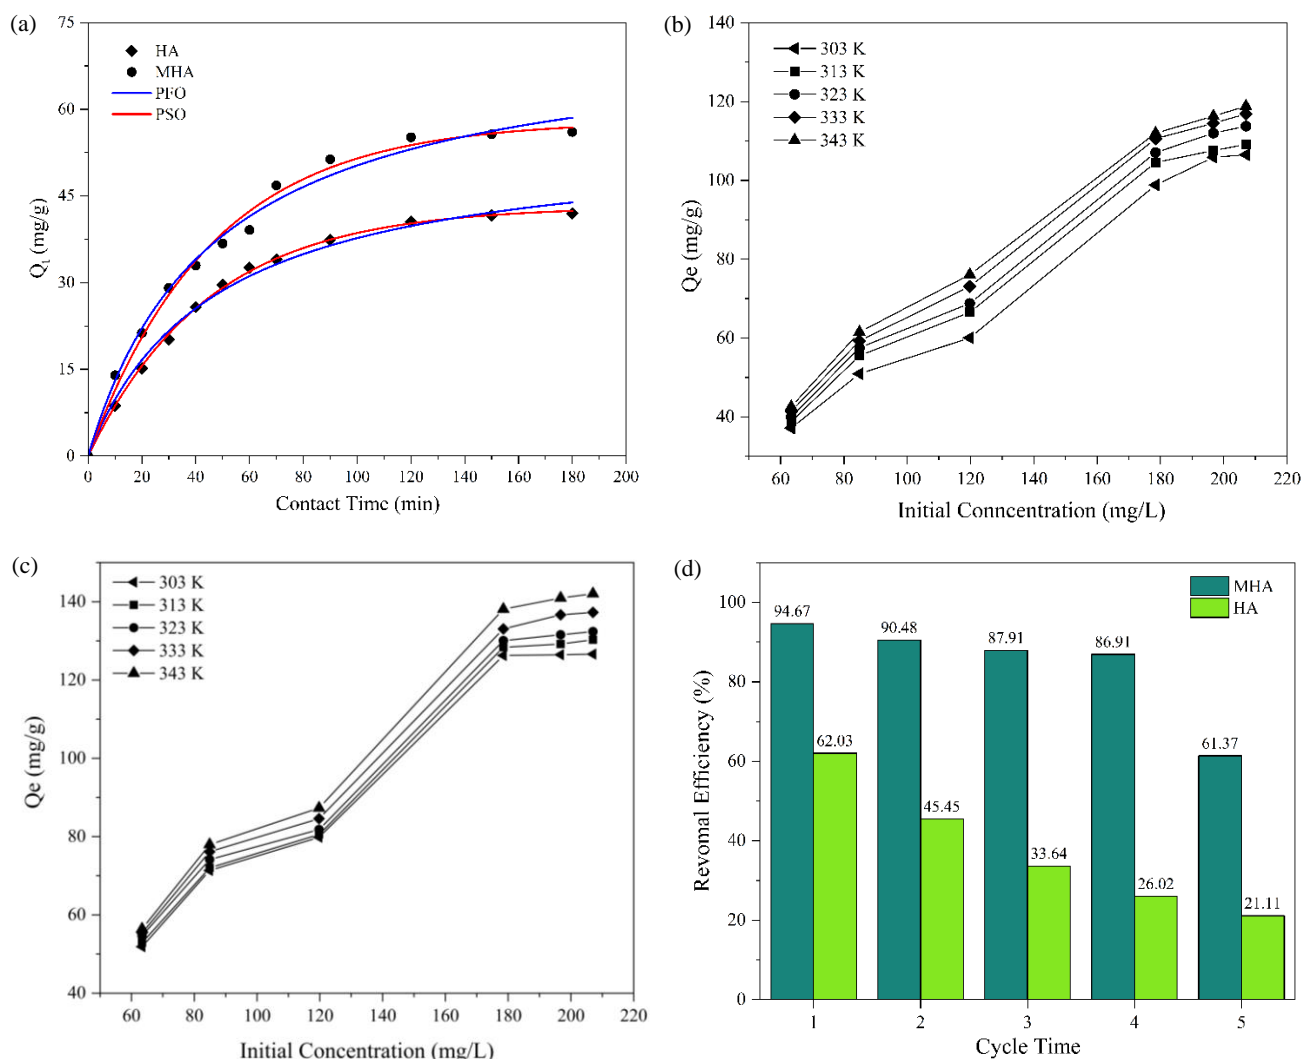 (a)
75
60
45
30
15
0
Q₁ (mg/g)
HA
MHA
PFO
PSO
0 20 40 60 80 100 120 140 160 180 200
Contact Time (min)
(b)
140
120
100
80
60
40
Qe (mg/g)
303 K
313 K
323 K
333 K
343 K
60 80 100 120 140 160 180 200 220
Initial Conncentration (mg/L)
(c)
140
120
100
80
60
40
Qe (mg/g)
303 K
313 K
323 K
333 K
343 K
60 80 100 120 140 160 180 200 220
Initial Concentration (mg/L)
(d)
100
80
60
40
20
0
Revomal Efficiency (%)
MHA
HA
94.67
62.03
90.48
45.45
87.91
33.64
86.91
26.02
61.37
21.11
1 2 3 4 5
Cycle Time